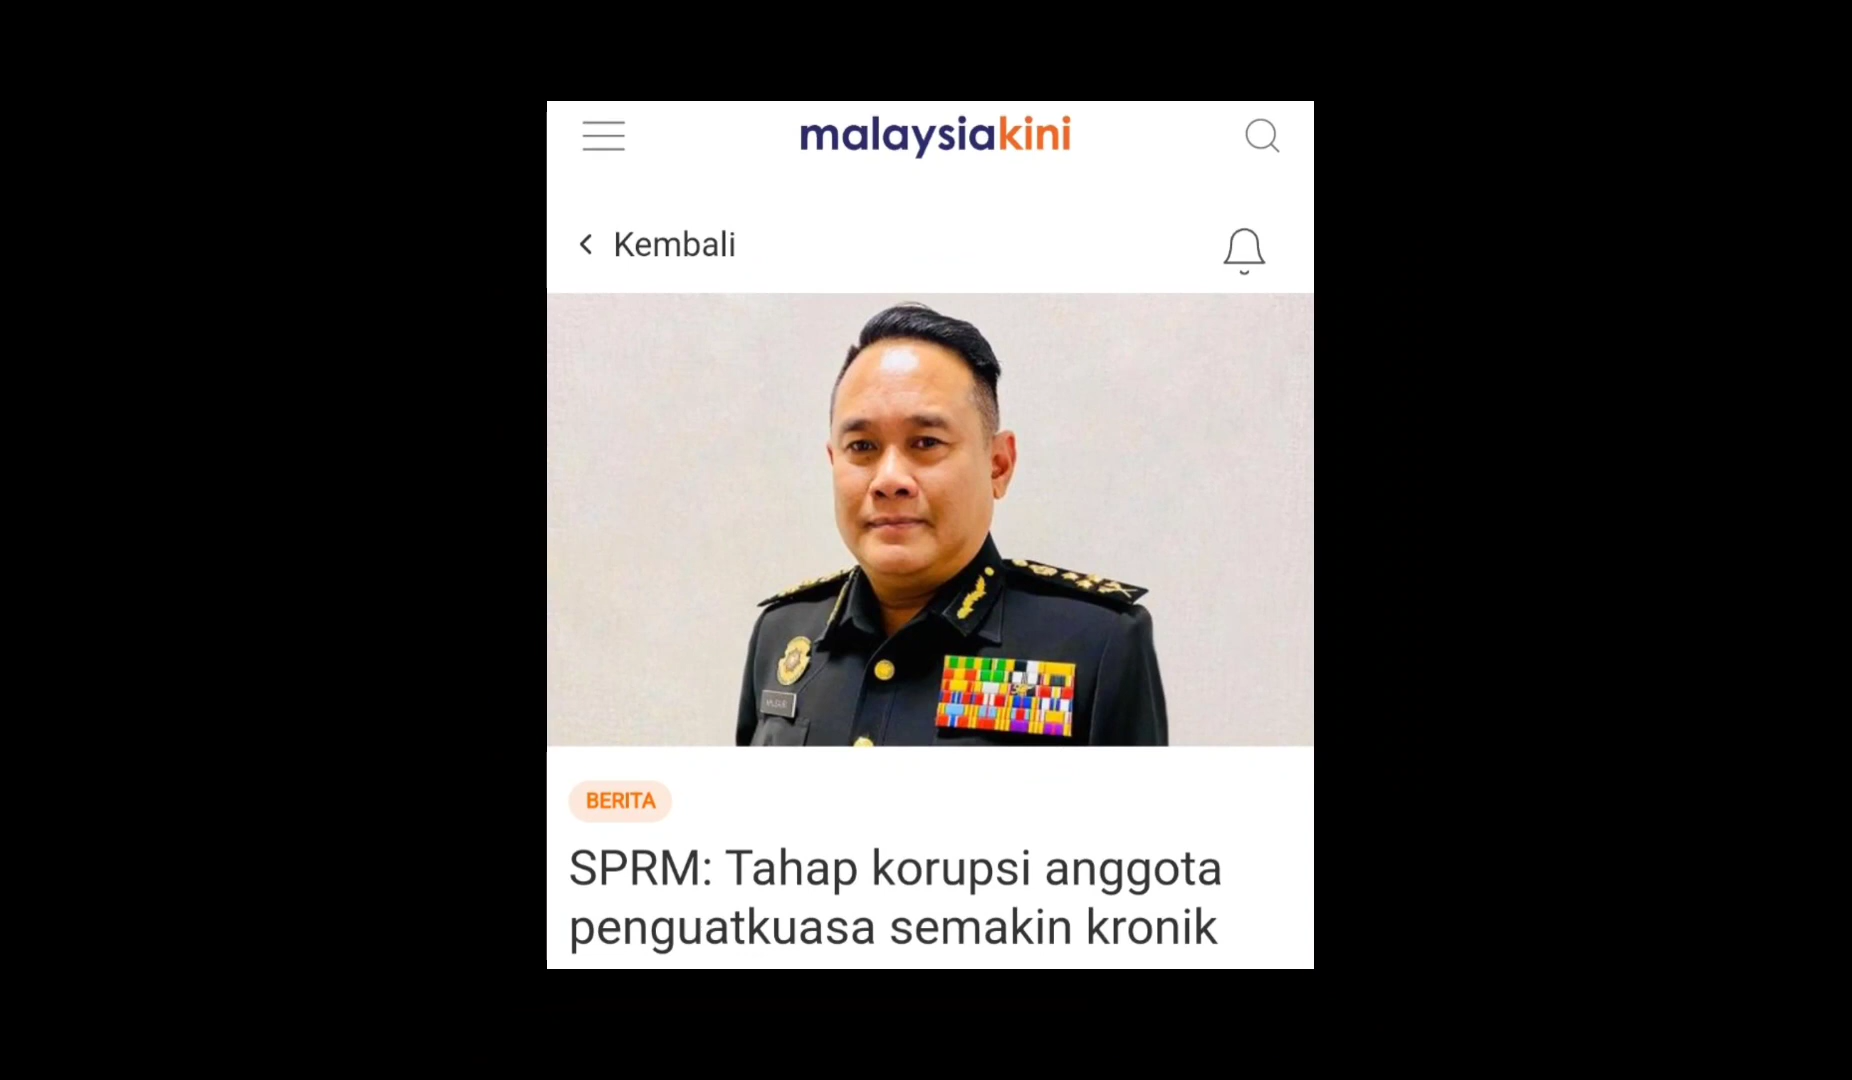 malaysiakini
Kembali
BERITA
SPRM: Tahap korupsi anggota
penguatkuasa semakin kronik